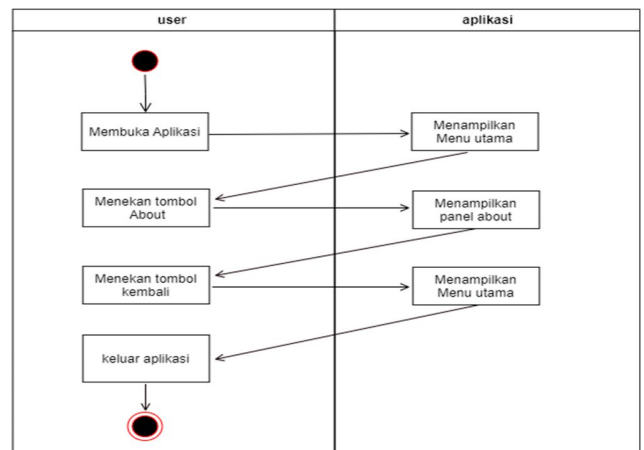 user
aplikasi
Membuka Aplikasi
Menampilkan
Menu utama
Menekan tombol
About
Menampilkan
panel about
Menekan tombol
kembali
Menampilkan
Menu utama
keluar aplikasi